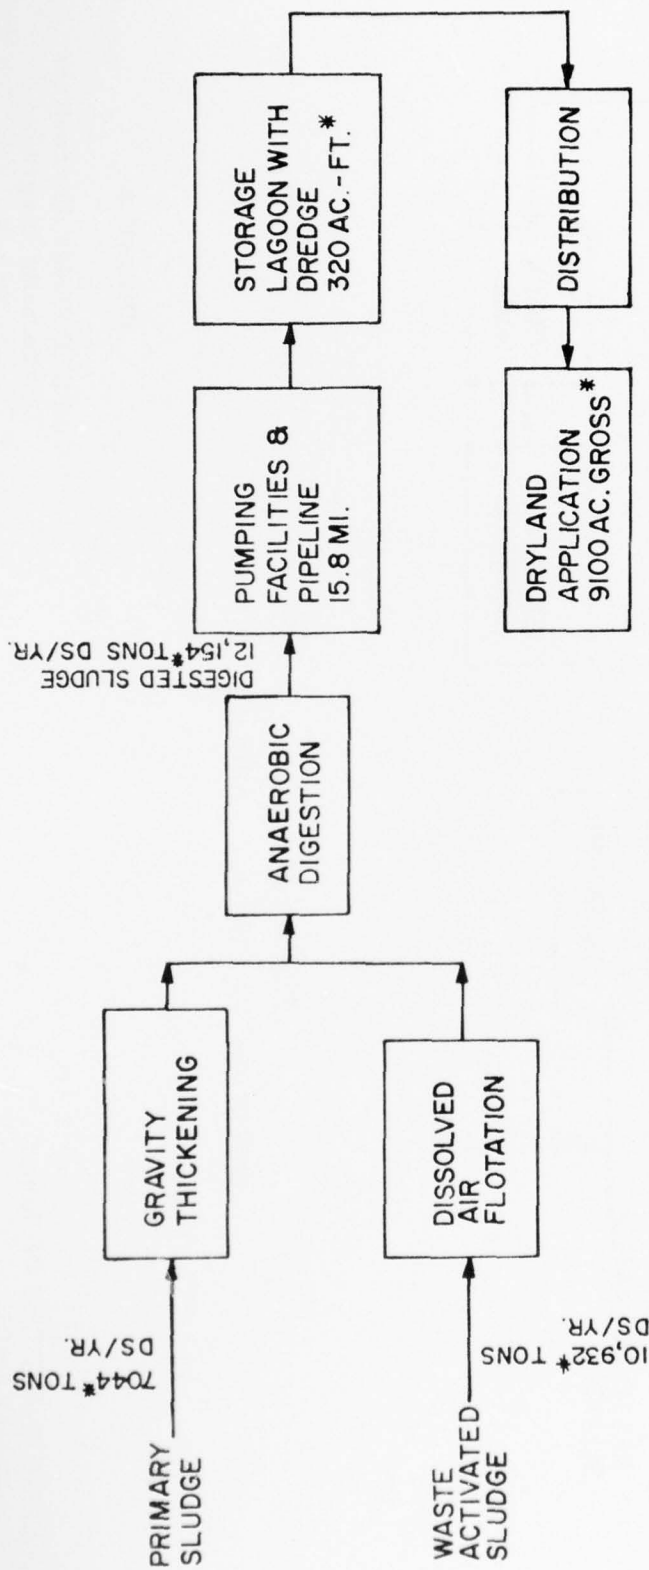 PRIMARY
SLUDGE
7044* TONS
DS/YR.
GRAVITY
THICKENING
WASTE
ACTIVATED
SLUDGE
10,932* TONS
DS/YR.
DISSOLVED
AIR
FLOTATION
ANAEROBIC
DIGESTION
DIGESTED SLUDGE
12,154* TONS DS/YR.
PUMPING
FACILITIES &
PIPELINE
15.8 MI.
STORAGE
LAGOON WITH
DREDGE
320 AC.-FT.*
DISTRIBUTION
DRYLAND
APPLICATION
9100 AC. GROSS*